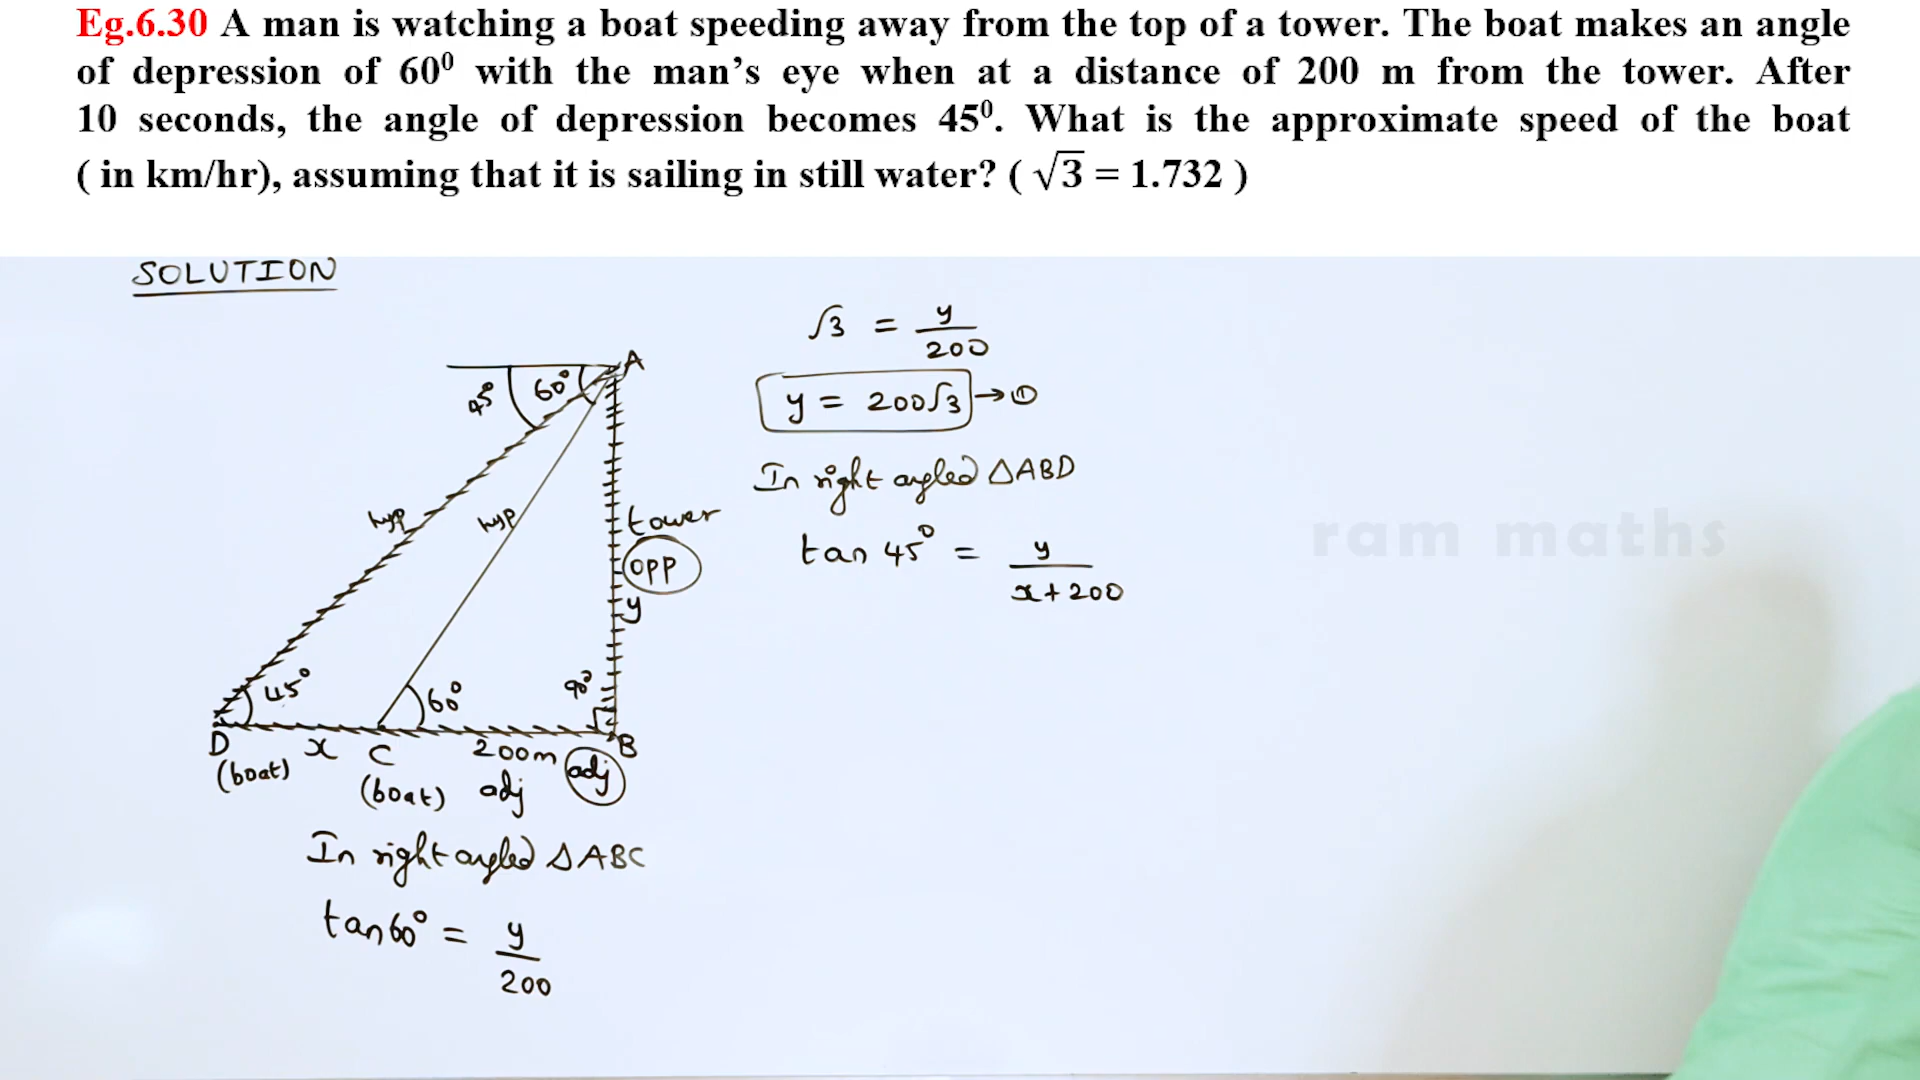 Eg.6.30 A man is watching a boat speeding away from the top of a tower. The boat makes an angle
of depression of 60⁰ with the man’s eye when at a distance of 200 m from the tower. After
10 seconds, the angle of depression becomes 45⁰. What is the approximate speed of the boat
( in km/hr), assuming that it is sailing in still water? ( √3 = 1.732 )
SOLUTION
A
45°
60°
hyp
hyp
tower
opp
y
45°
60°
90°
D
x
C
200m
B
(boat)
(boat)
adj
adj
In right angled △ABC
tan60° = y/200
√3 = y/200
y = 200√3 → ①
In right angled △ABD
tan 45° = y/x+200
ram maths